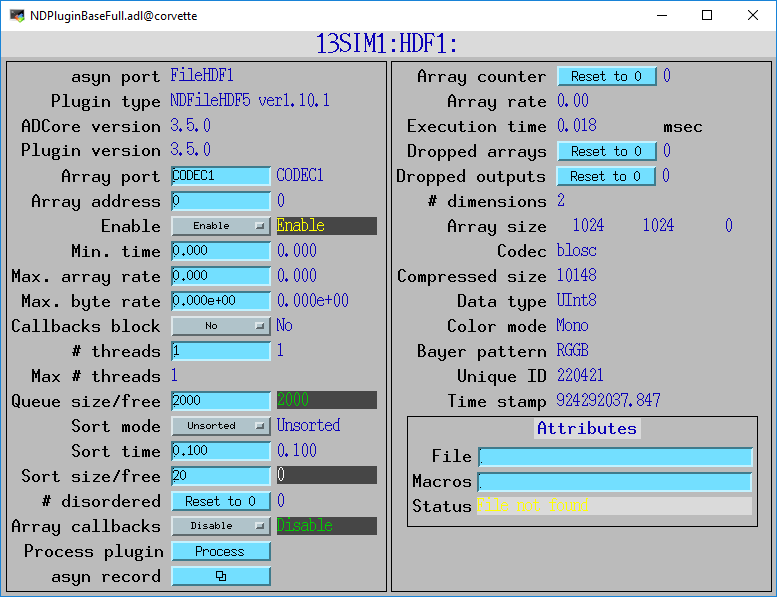 NDPluginBaseFull.adl@corvette
13SIM1:HDF1:
asyn port FileHDF1
Plugin type NDFileHDF5 ver1.10.1
ADCore version 3.5.0
Plugin version 3.5.0
Array port CODEC1 CODEC1
Array address 0 0
Enable Enable Enable
Min. time 0.000 0.000
Max. array rate 0.000 0.000
Max. byte rate 0.000e+00 0.000e+00
Callbacks block No No
# threads 1 1
Max # threads 1
Queue size/free 2000 2000
Sort mode Unsorted Unsorted
Sort time 0.100 0.100
Sort size/free 20 0
# disordered Reset to 0 0
Array callbacks Disable Disable
Process plugin Process
asyn record
Array counter Reset to 0 0
Array rate 0.00
Execution time 0.018 msec
Dropped arrays Reset to 0 0
Dropped outputs Reset to 0 0
# dimensions 2
Array size 1024 1024 0
Codec blosc
Compressed size 10148
Data type UInt8
Color mode Mono
Bayer pattern RGGB
Unique ID 220421
Time stamp 924292037.847
Attributes
File
Macros
Status File not found